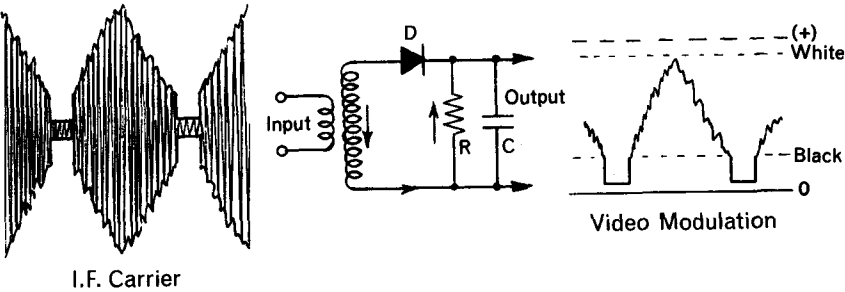 I.F. Carrier
Input
D
R
C
Output
(+)
White
Black
0
Video Modulation